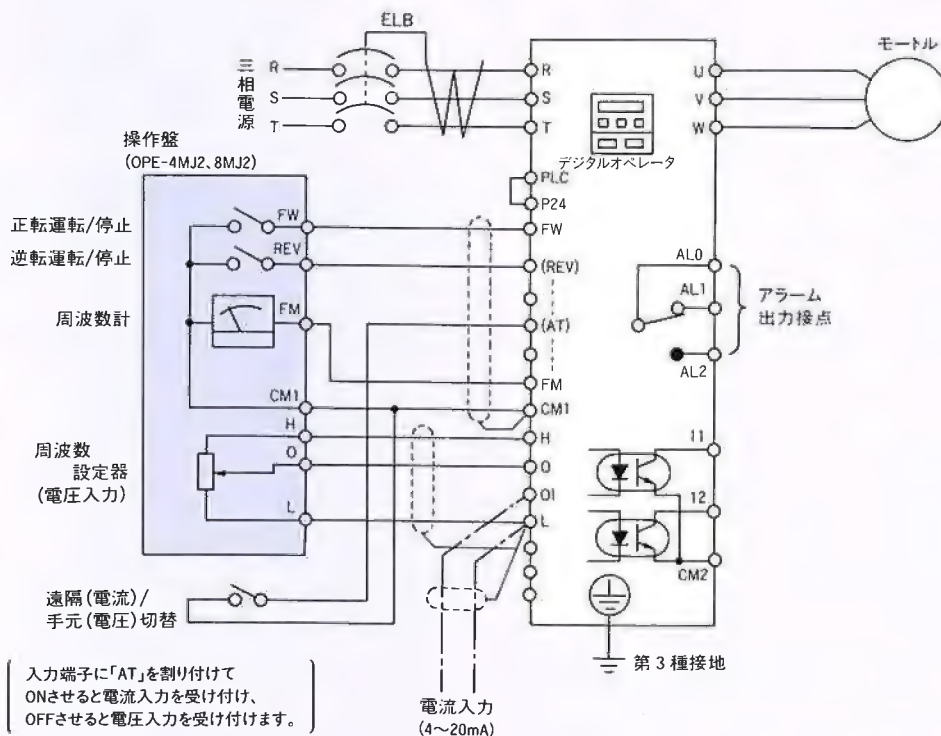 ELB
三相電源
R
S
T
R
S
T
U
V
W
モートル
デジタルオペレータ
操作盤
(OPE-4MJ2、8MJ2)
PLC
P24
正転運転/停止
FW
FW
逆転運転/停止
REV
(REV)
周波数計
FM
(AT)
FM
CM1
CM1
AL0
AL1
AL2
アラーム
出力接点
周波数
設定器
(電圧入力)
H
O
L
H
O
OI
L
11
12
CM2
遠隔(電流)/
手元(電圧)切替
第3種接地
入力端子に「AT」を割り付けて
ONさせると電流入力を受け付け、
OFFさせると電圧入力を受け付けます。
電流入力
(4～20mA)